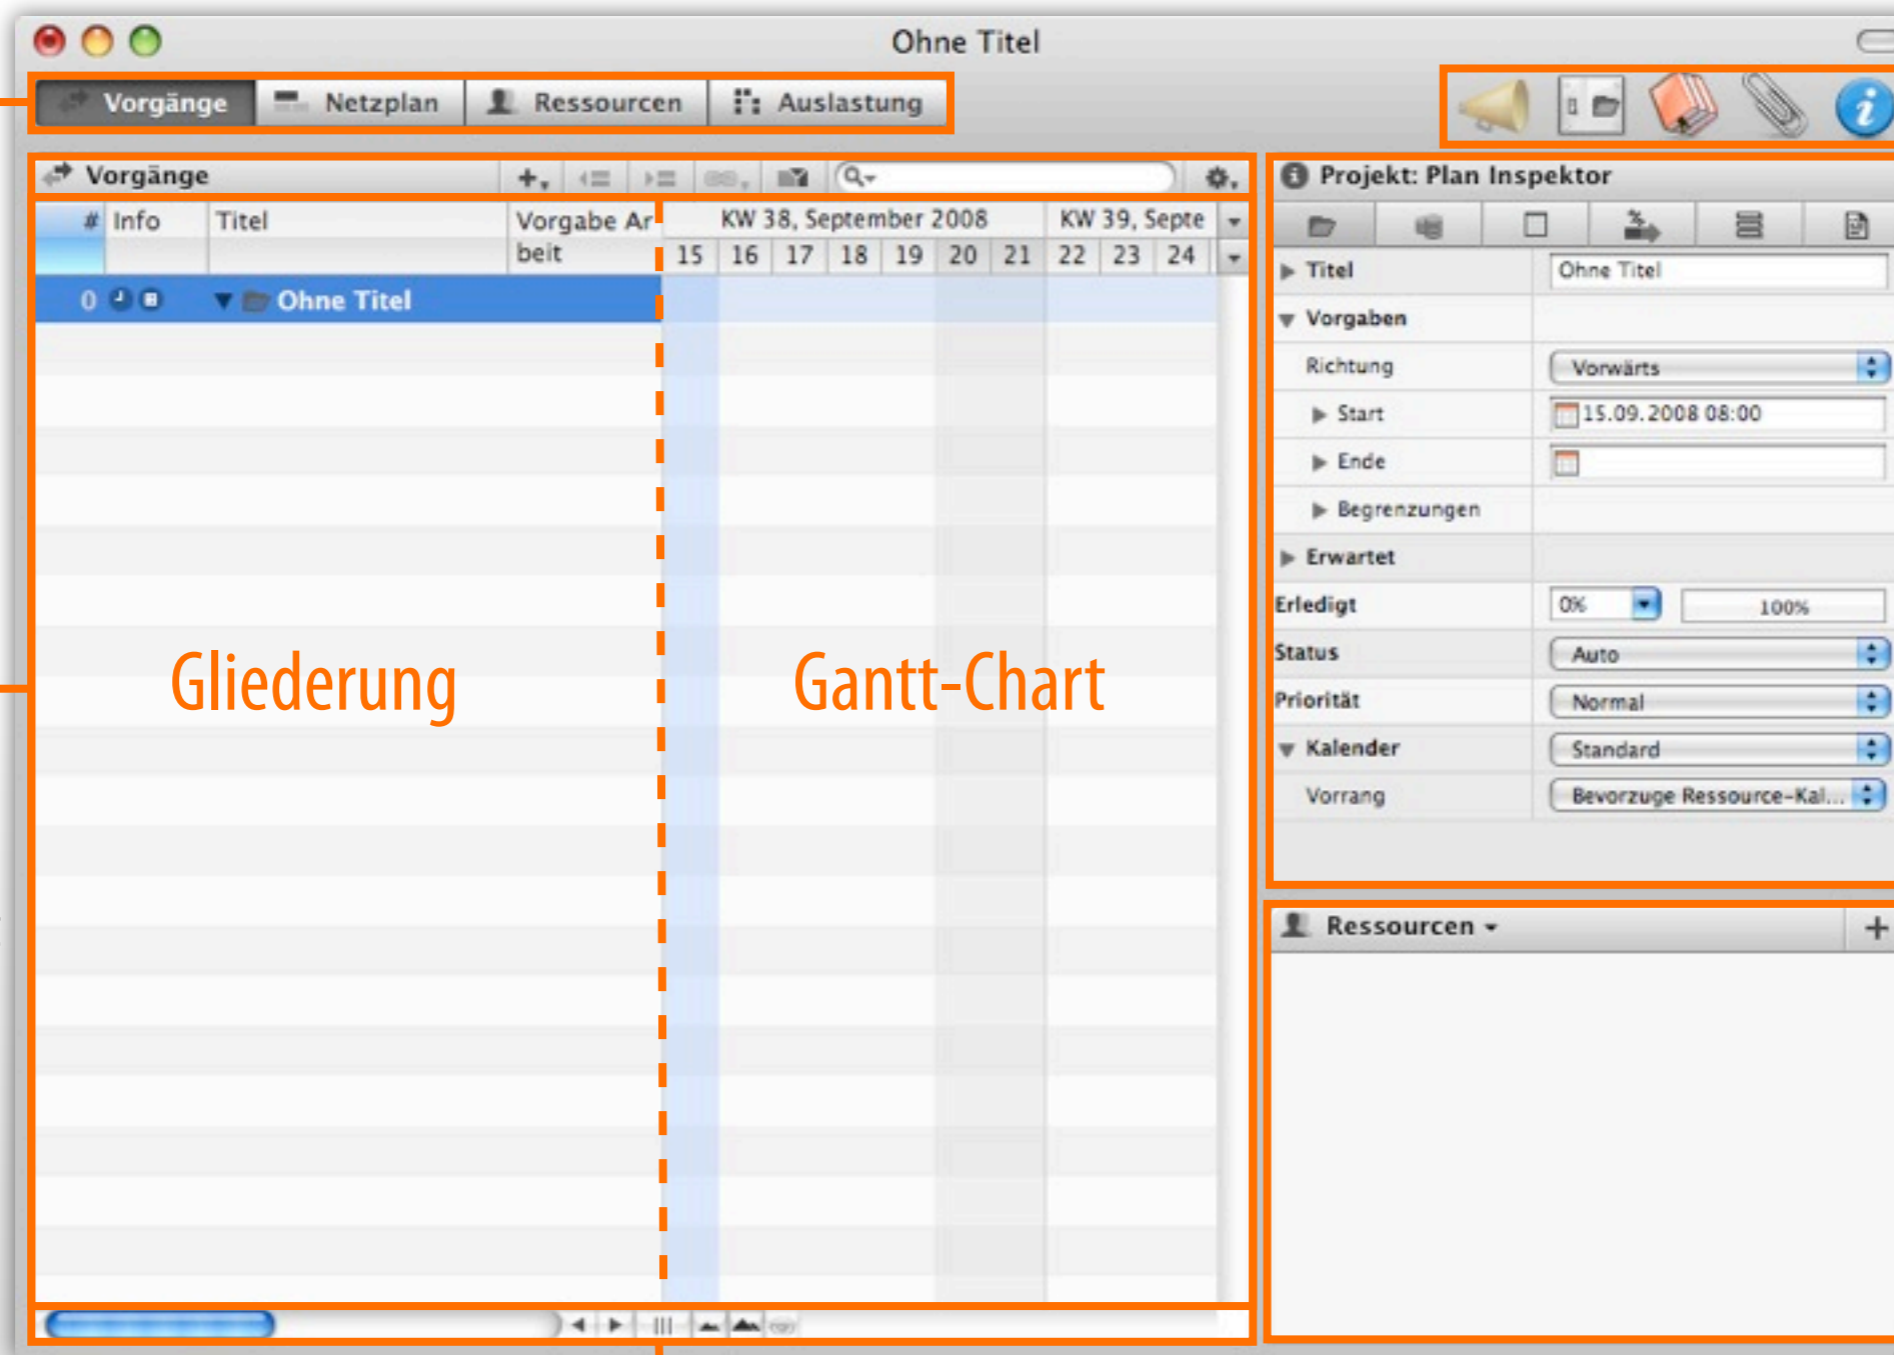 Ohne Titel
Vorgänge Netzplan Ressourcen Auslastung
Vorgänge
# Info Titel Vorgabe Ar
beit
KW 38, September 2008 KW 39, Septe
15 16 17 18 19 20 21 22 23 24
0 Ohne Titel
Gliederung Gantt-Chart
Projekt: Plan Inspektor
Titel Ohne Titel
Vorgaben
Richtung Vorwärts
Start 15.09.2008 08:00
Ende
Begrenzungen
Erwartet
Erledigt 0% 100%
Status Auto
Priorität Normal
Kalender Standard
Vorrang Bevorzuge Ressource-Kal...
Ressourcen